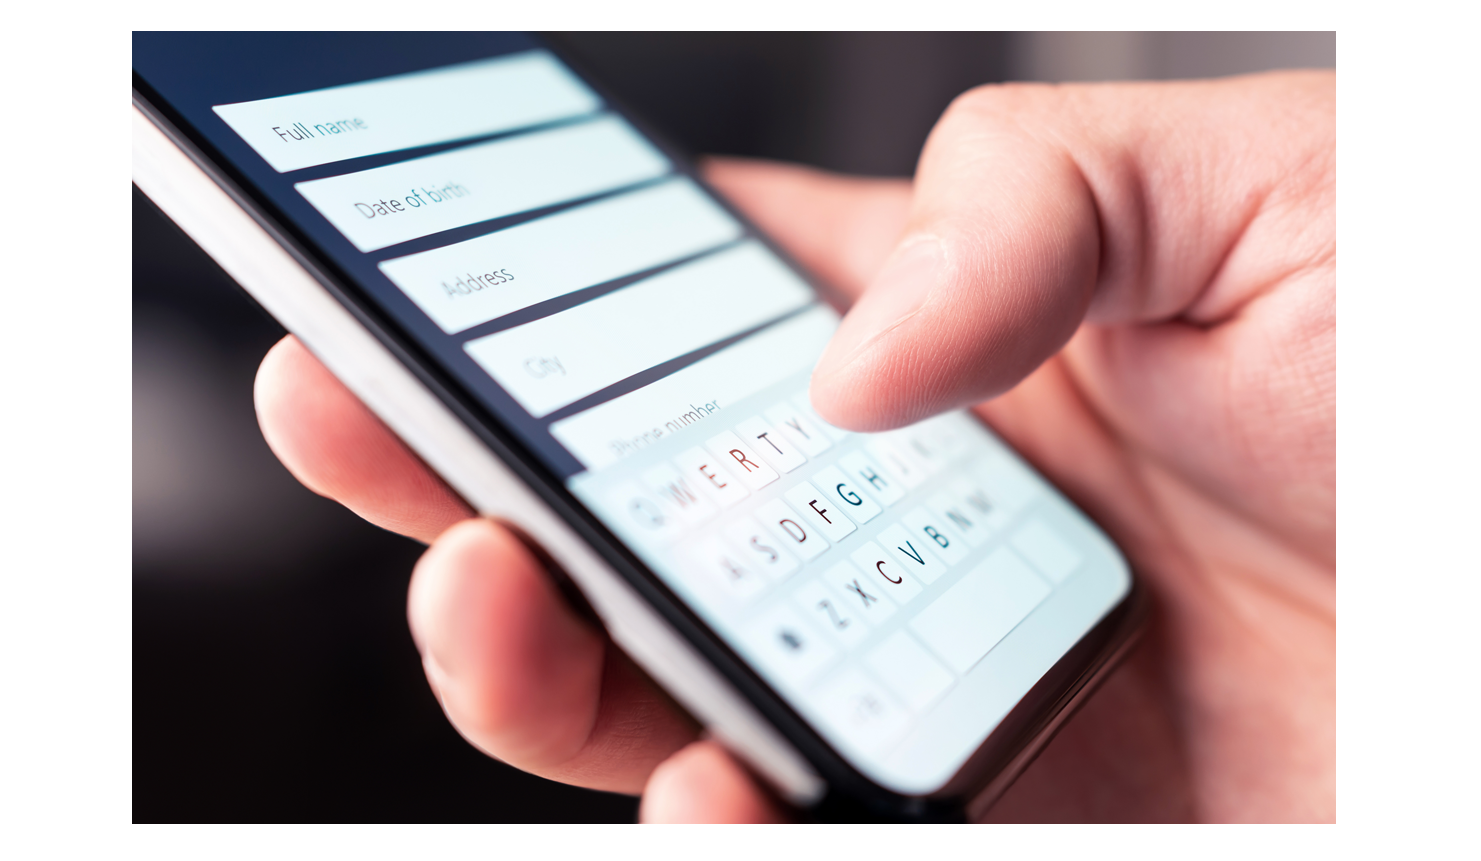 Full name
Date of birth
Address
City
Phone number
Q W E R T Y
A S D F G H J K
Z X C V B N M